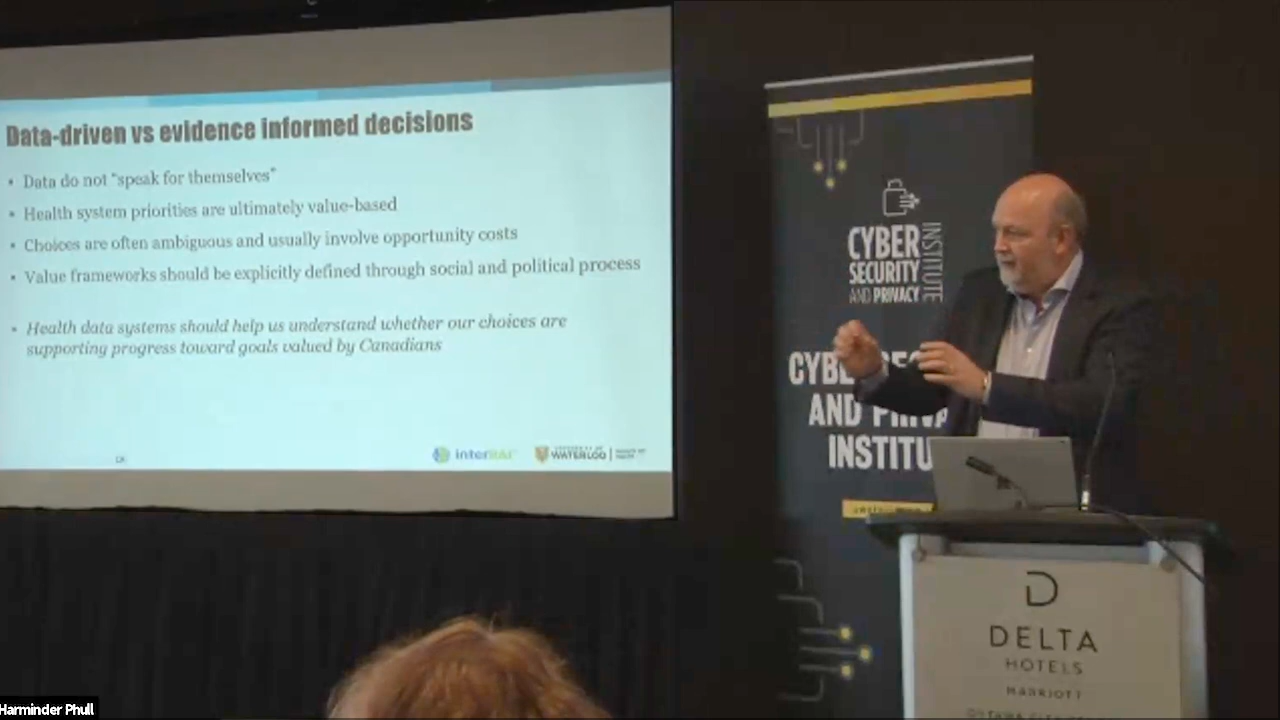 Data-driven vs evidence informed decisions
• Data do not "speak for themselves"
• Health system priorities are ultimately value-based
• Choices are often ambiguous and usually involve opportunity costs
• Value frameworks should be explicitly defined through social and political process
• Health data systems should help us understand whether our choices are
supporting progress toward goals valued by Canadians
interRAI
WATERLOO
CYBER
SECURITY
AND PRIVACY
INSTITUTE
AND
DELTA
HOTELS
MARRIOTT
Harminder Phull